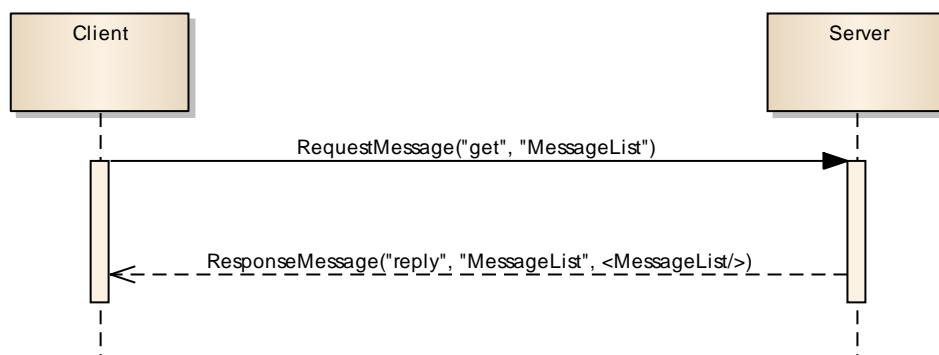 Client
Server
RequestMessage("get", "MessageList")
ResponseMessage("reply", "MessageList", <MessageList/>)